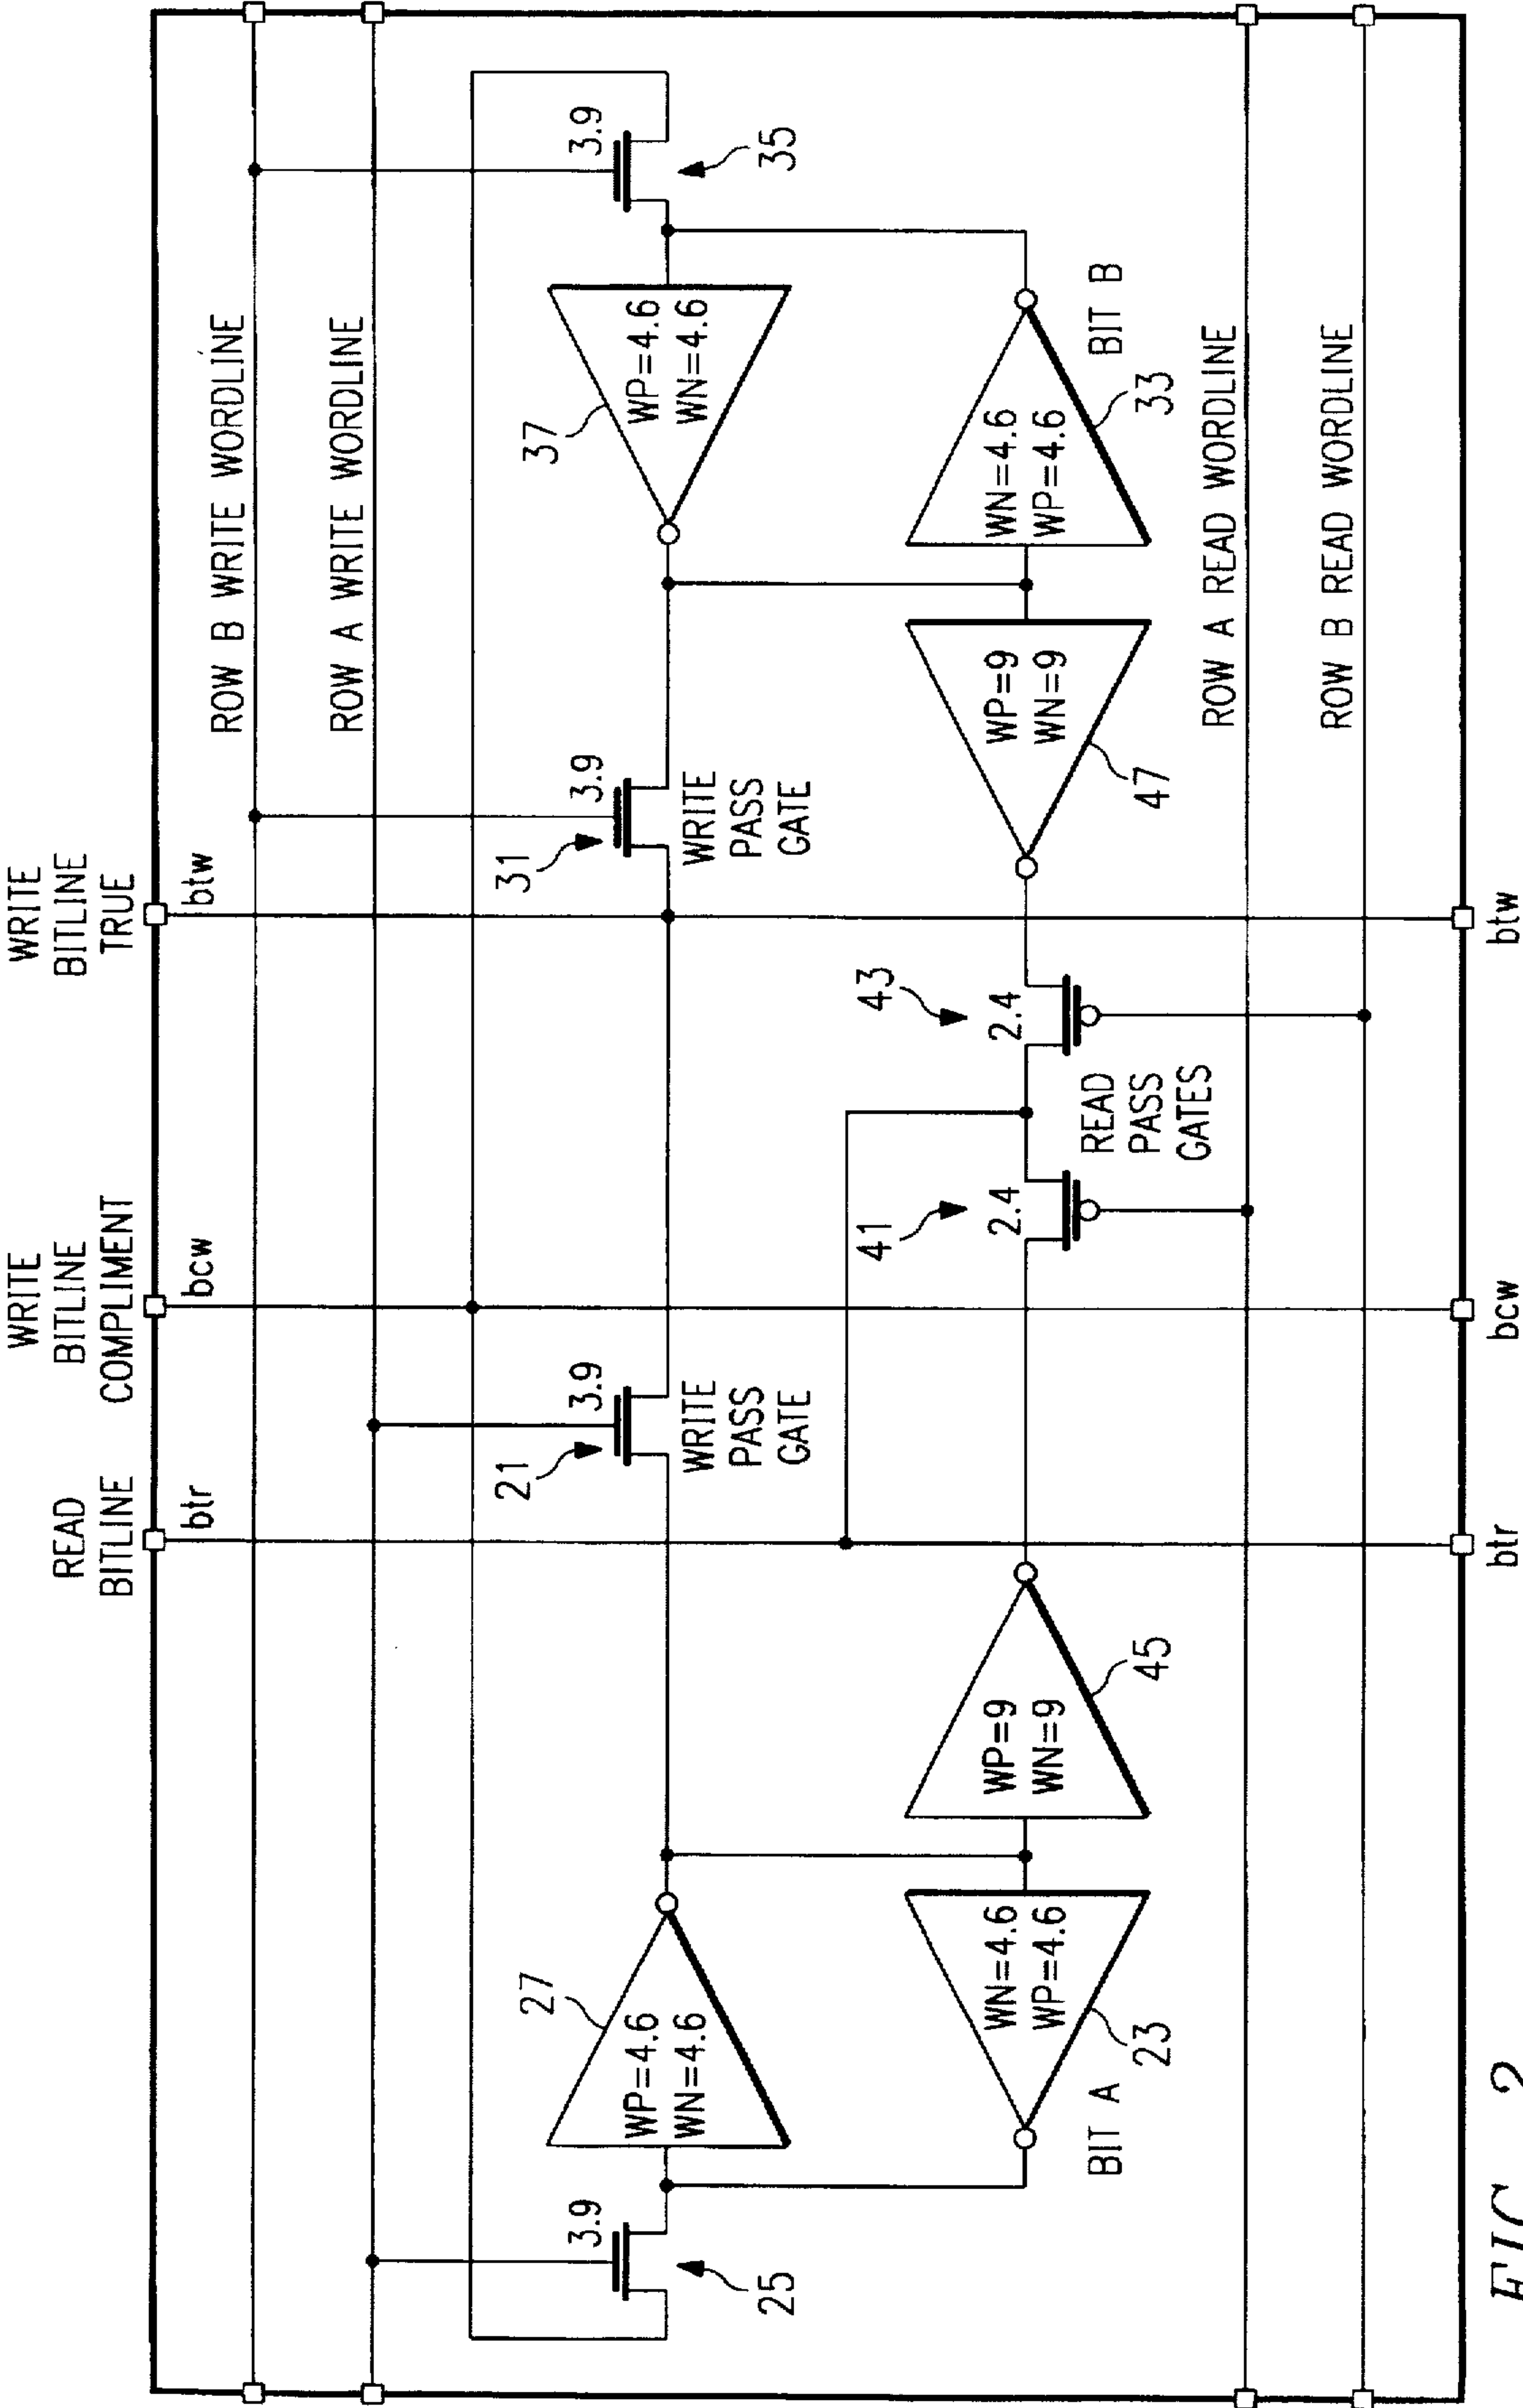 WRITE
BITLINE
TRUE
WRITE
BITLINE
COMPLIMENT
READ
BITLINE
btr
bcw
btw
ROW B WRITE WORDLINE
ROW A WRITE WORDLINE
3.9
25
27
WP=4.6
WN=4.6
21
3.9
WRITE
PASS
GATE
31
3.9
WRITE
PASS
GATE
37
WP=4.6
WN=4.6
3.9
35
BIT A
WN=4.6
WP=4.6
23
WP=9
WN=9
45
41
2.4
43
2.4
READ
PASS
GATES
WP=9
WN=9
47
WN=4.6
WP=4.6
33
BIT B
ROW A READ WORDLINE
ROW B READ WORDLINE
btr
bcw
btw
FIG. 2